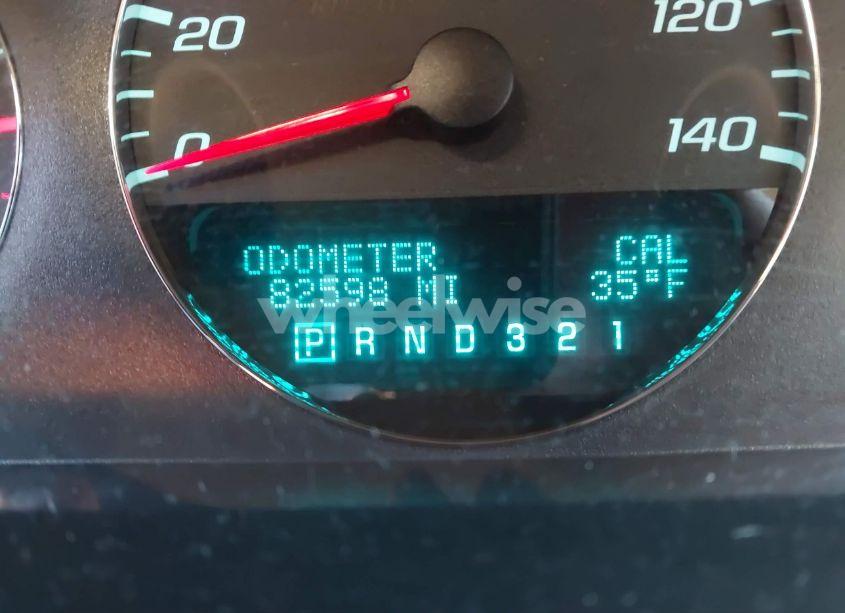 20
120
0
140
ODOMETER
CAL
82598 MI
35°F
wheelwise
P R N D 3 2 1